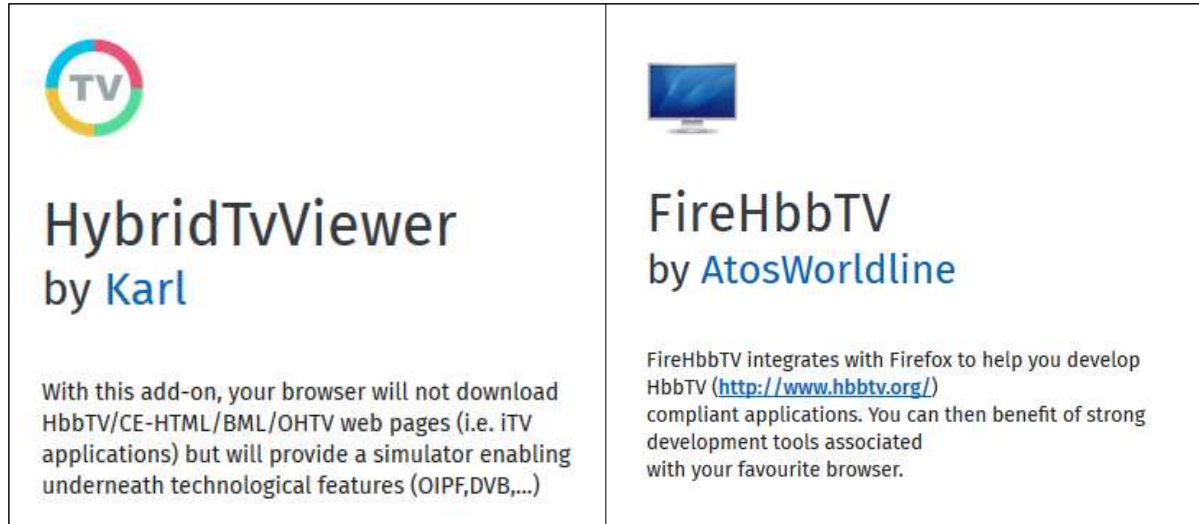 TV
HybridTvViewer
by Karl
With this add-on, your browser will not download
HbbTV/CE-HTML/BML/OHTV web pages (i.e. iTV
applications) but will provide a simulator enabling
underneath technological features (OIPF,DVB,...)
FireHbbTV
by AtosWorldline
FireHbbTV integrates with Firefox to help you develop
HbbTV (http://www.hbbtv.org/)
compliant applications. You can then benefit of strong
development tools associated
with your favourite browser.